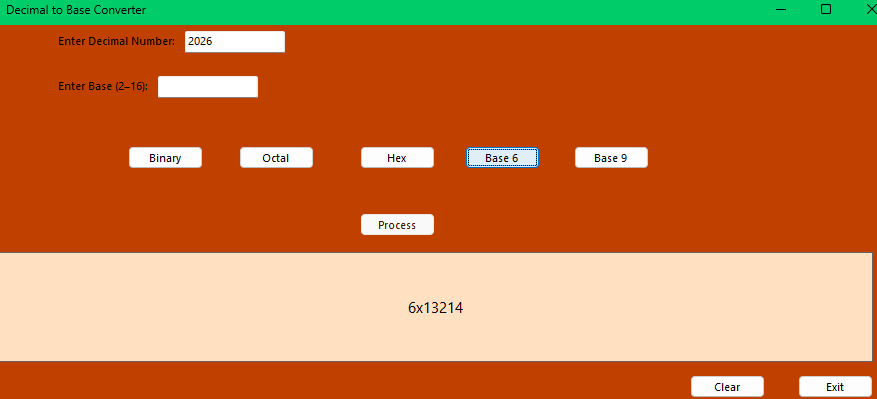 Decimal to Base Converter
Enter Decimal Number: 2026
Enter Base (2–16):
Binary Octal Hex Base 6 Base 9
Process
6x13214
Clear Exit